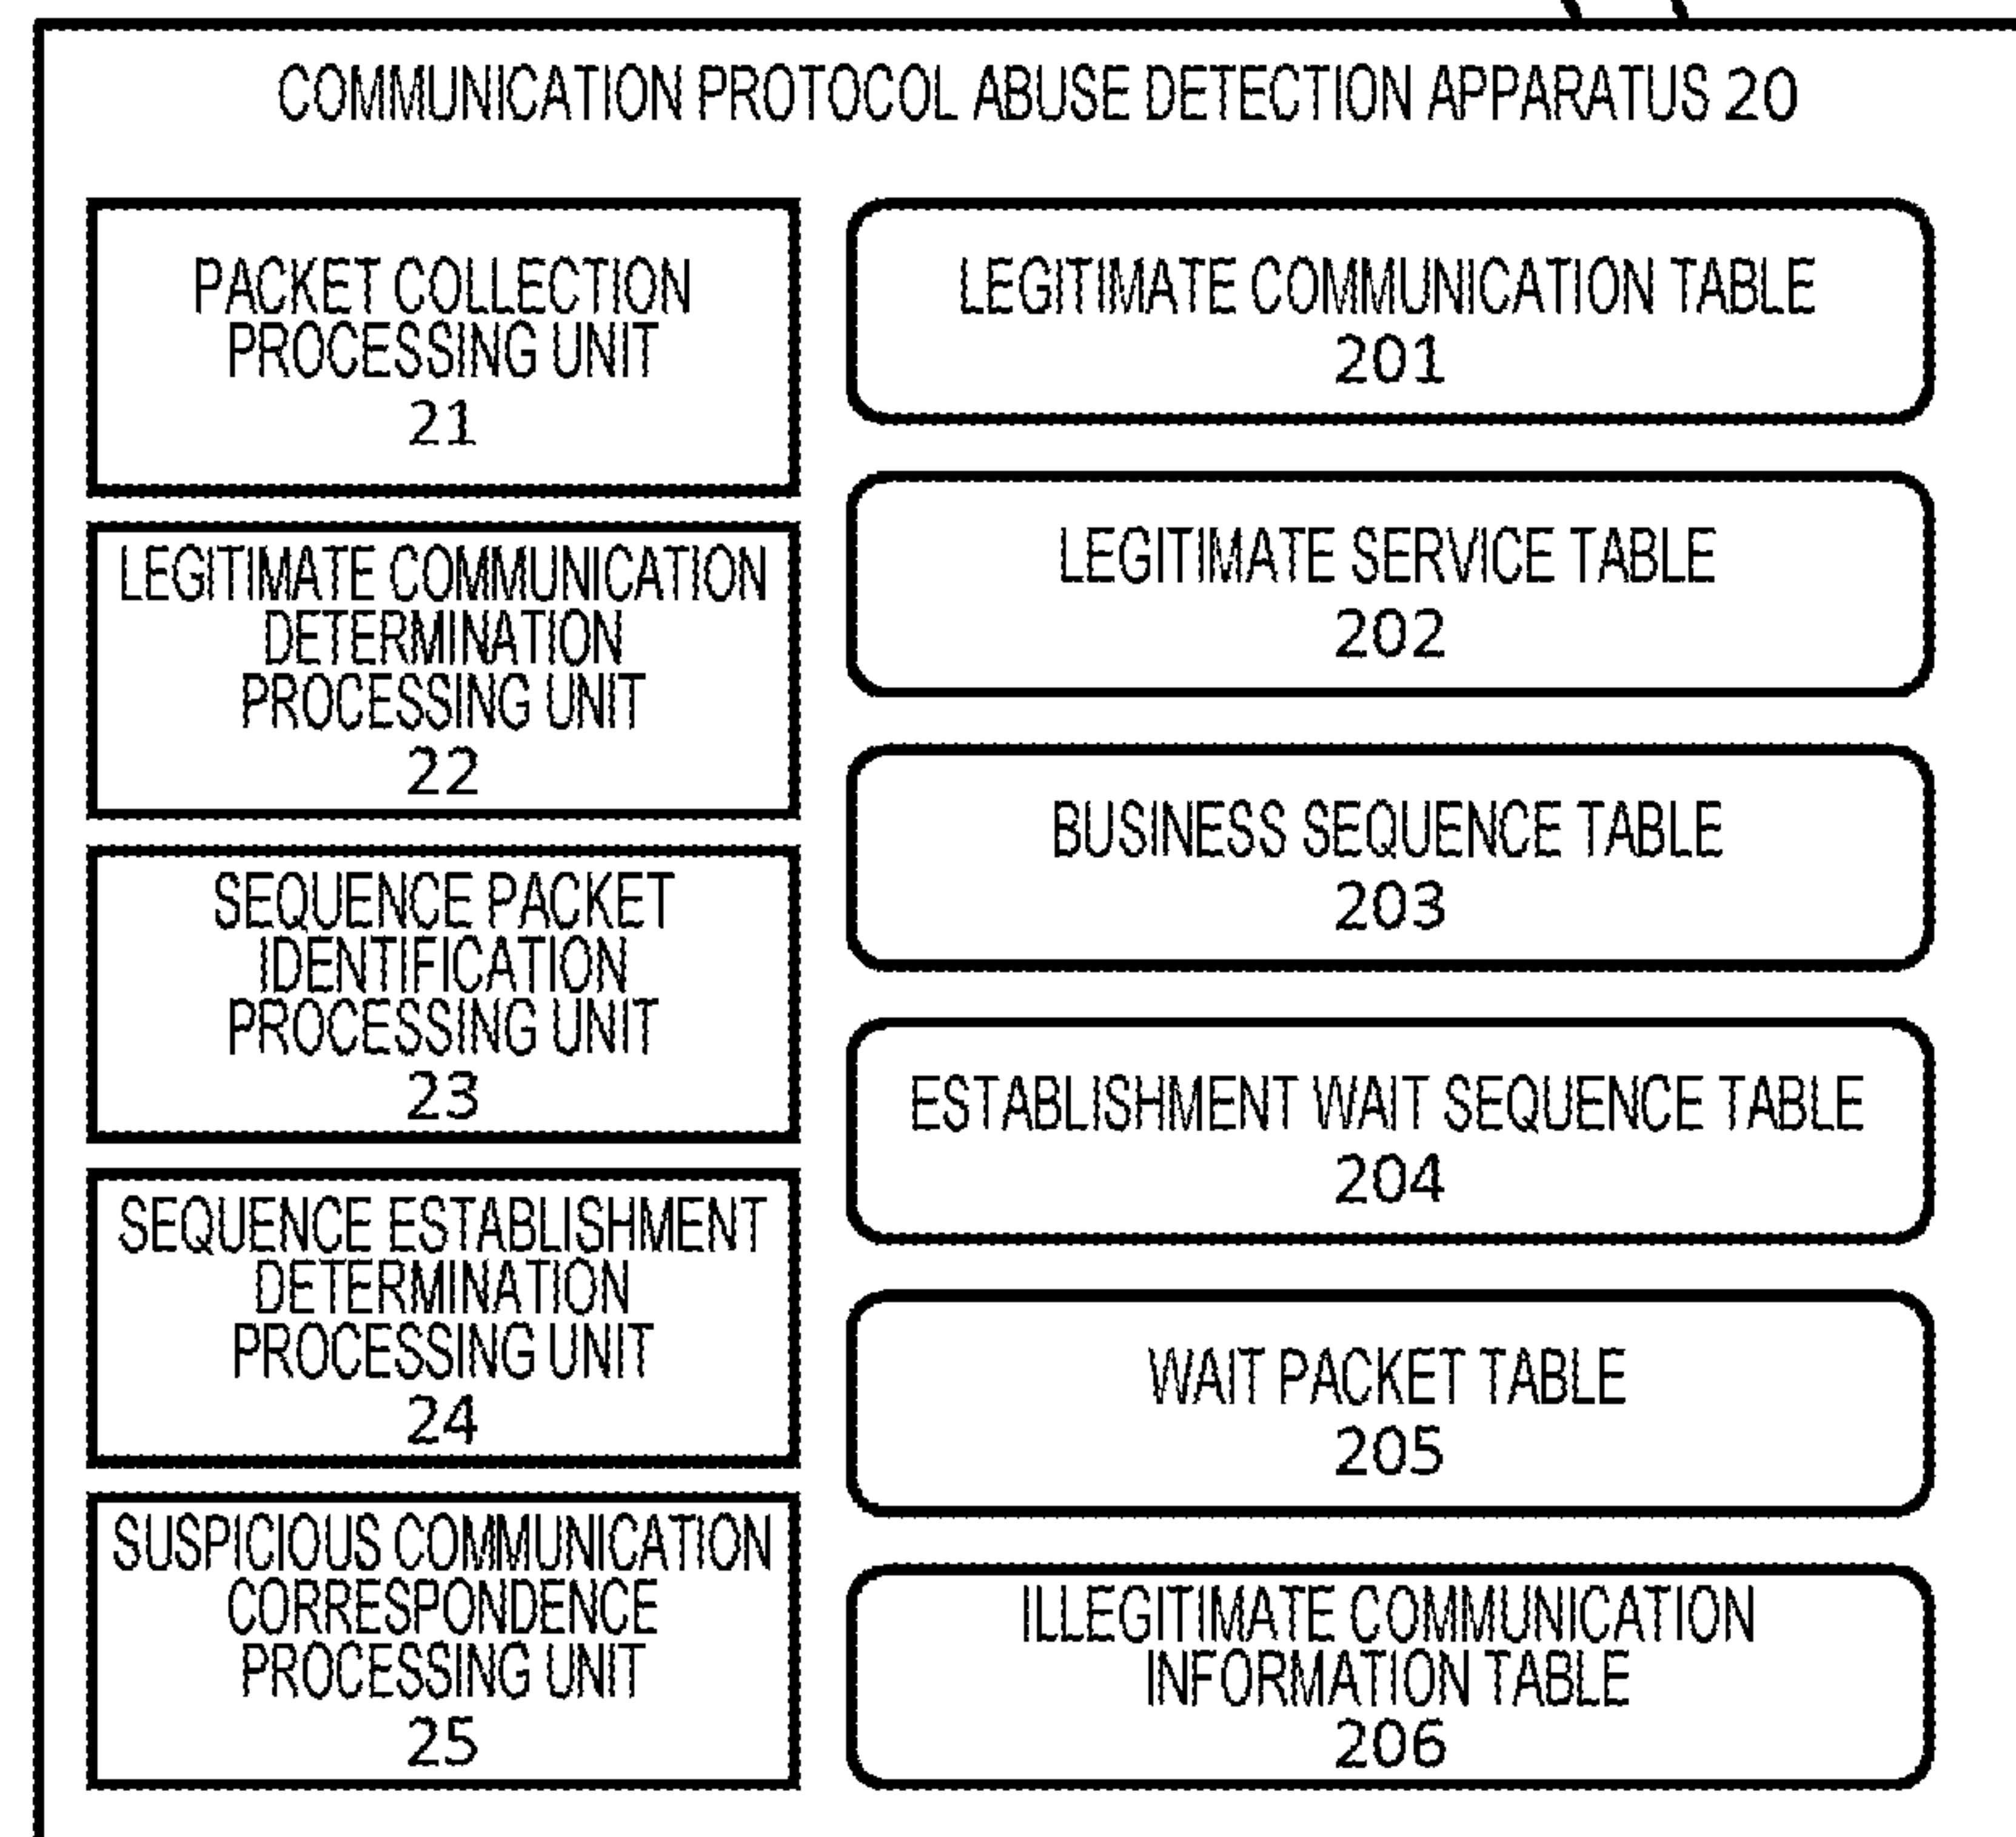 COMMUNICATION PROTOCOL ABUSE DETECTION APPARATUS 20
PACKET COLLECTION
PROCESSING UNIT
21
LEGITIMATE COMMUNICATION
DETERMINATION
PROCESSING UNIT
22
SEQUENCE PACKET
IDENTIFICATION
PROCESSING UNIT
23
SEQUENCE ESTABLISHMENT
DETERMINATION
PROCESSING UNIT
24
SUSPICIOUS COMMUNICATION
CORRESPONDENCE
PROCESSING UNIT
25
LEGITIMATE COMMUNICATION TABLE
201
LEGITIMATE SERVICE TABLE
202
BUSINESS SEQUENCE TABLE
203
ESTABLISHMENT WAIT SEQUENCE TABLE
204
WAIT PACKET TABLE
205
ILLEGITIMATE COMMUNICATION
INFORMATION TABLE
206